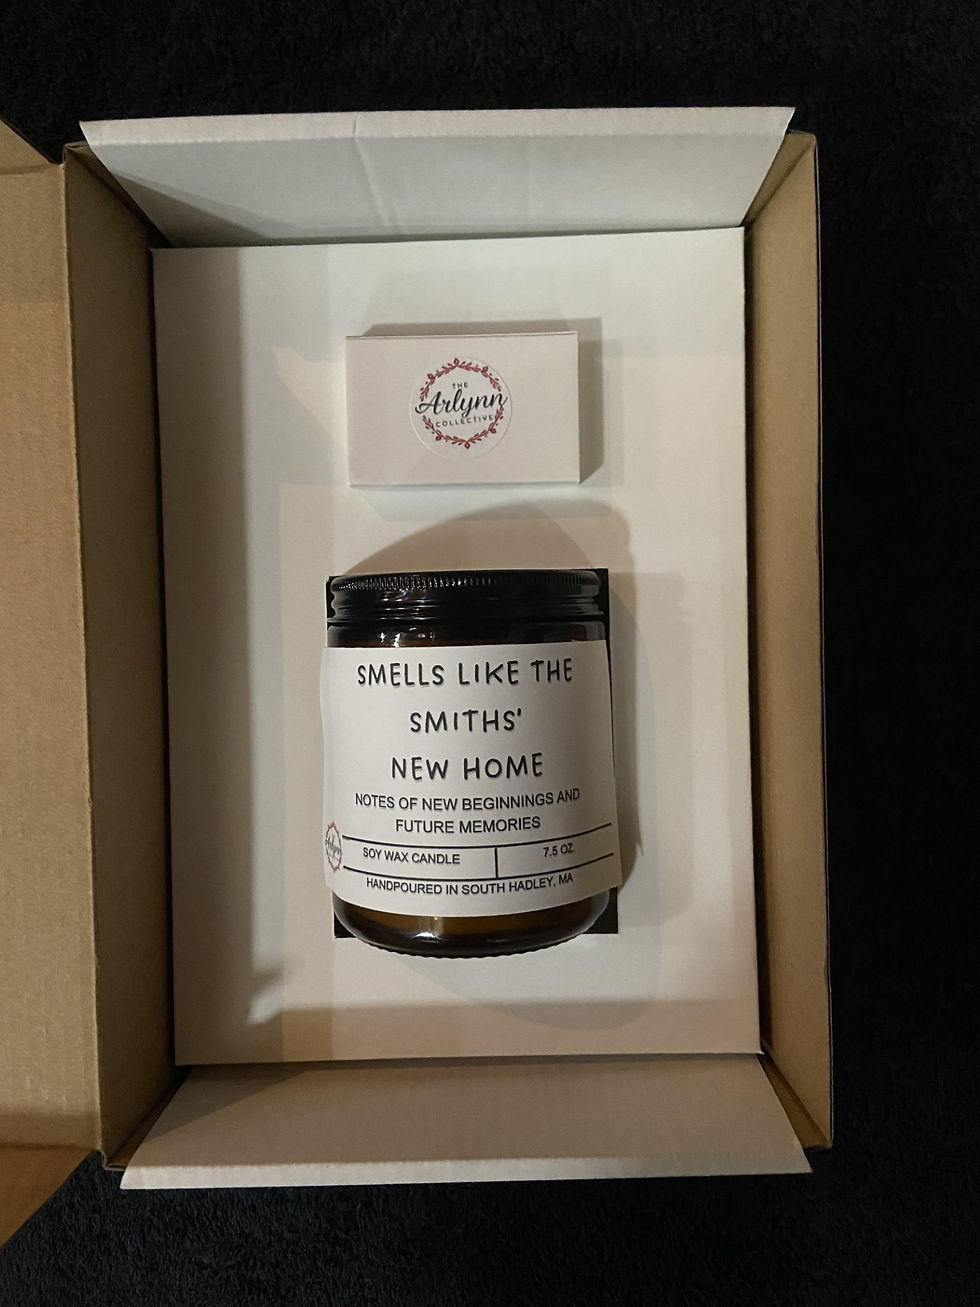 THE
Arlynn
COLLECTIVE
SMELLS LIKE THE
SMITHS'
NEW HOME
NOTES OF NEW BEGINNINGS AND
FUTURE MEMORIES
Arlynn
SOY WAX CANDLE
7.5 OZ
HANDPOURED IN SOUTH HADLEY, MA